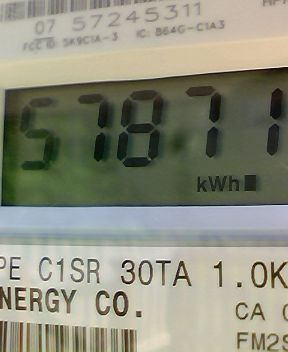 07 57245311
FCC ID: SK9C1A-3 IC: 864G-C1A3
57871
kWh
PE C1SR 30TA 1.0K
NERGY CO.
CA
FM2S